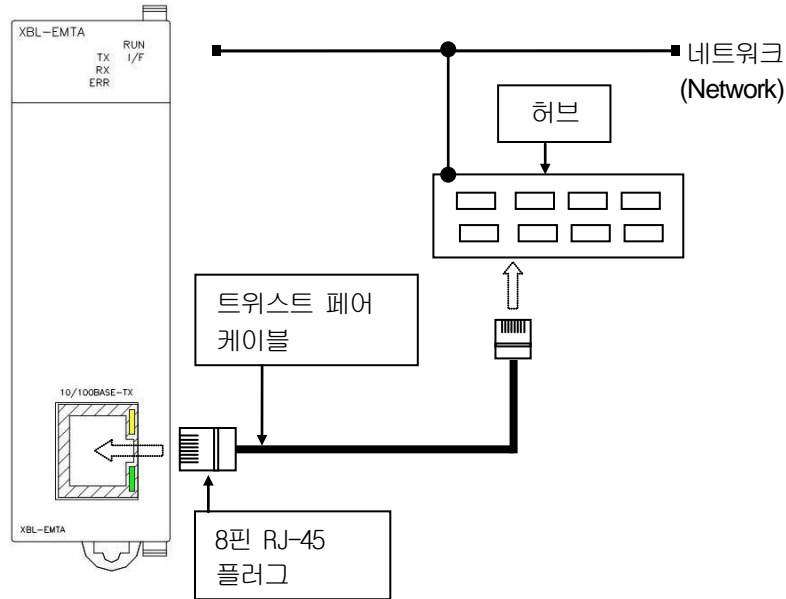 XBL-EMTA
RUN
TX I/F
RX
ERR
네트워크
(Network)
허브
트위스트 페어
케이블
10/100BASE-TX
8핀 RJ-45
플러그
XBL-EMTA